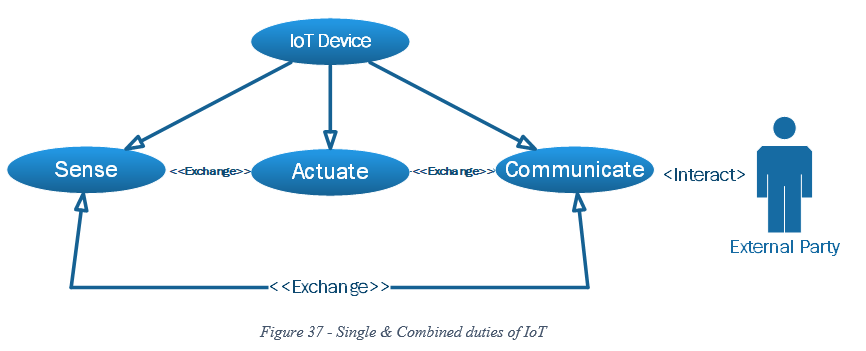 IoT Device
Sense <<Exchange>> Actuate <<Exchange>> Communicate <Interact>
External Party
<<Exchange>>
Figure 37 - Single & Combined duties of IoT